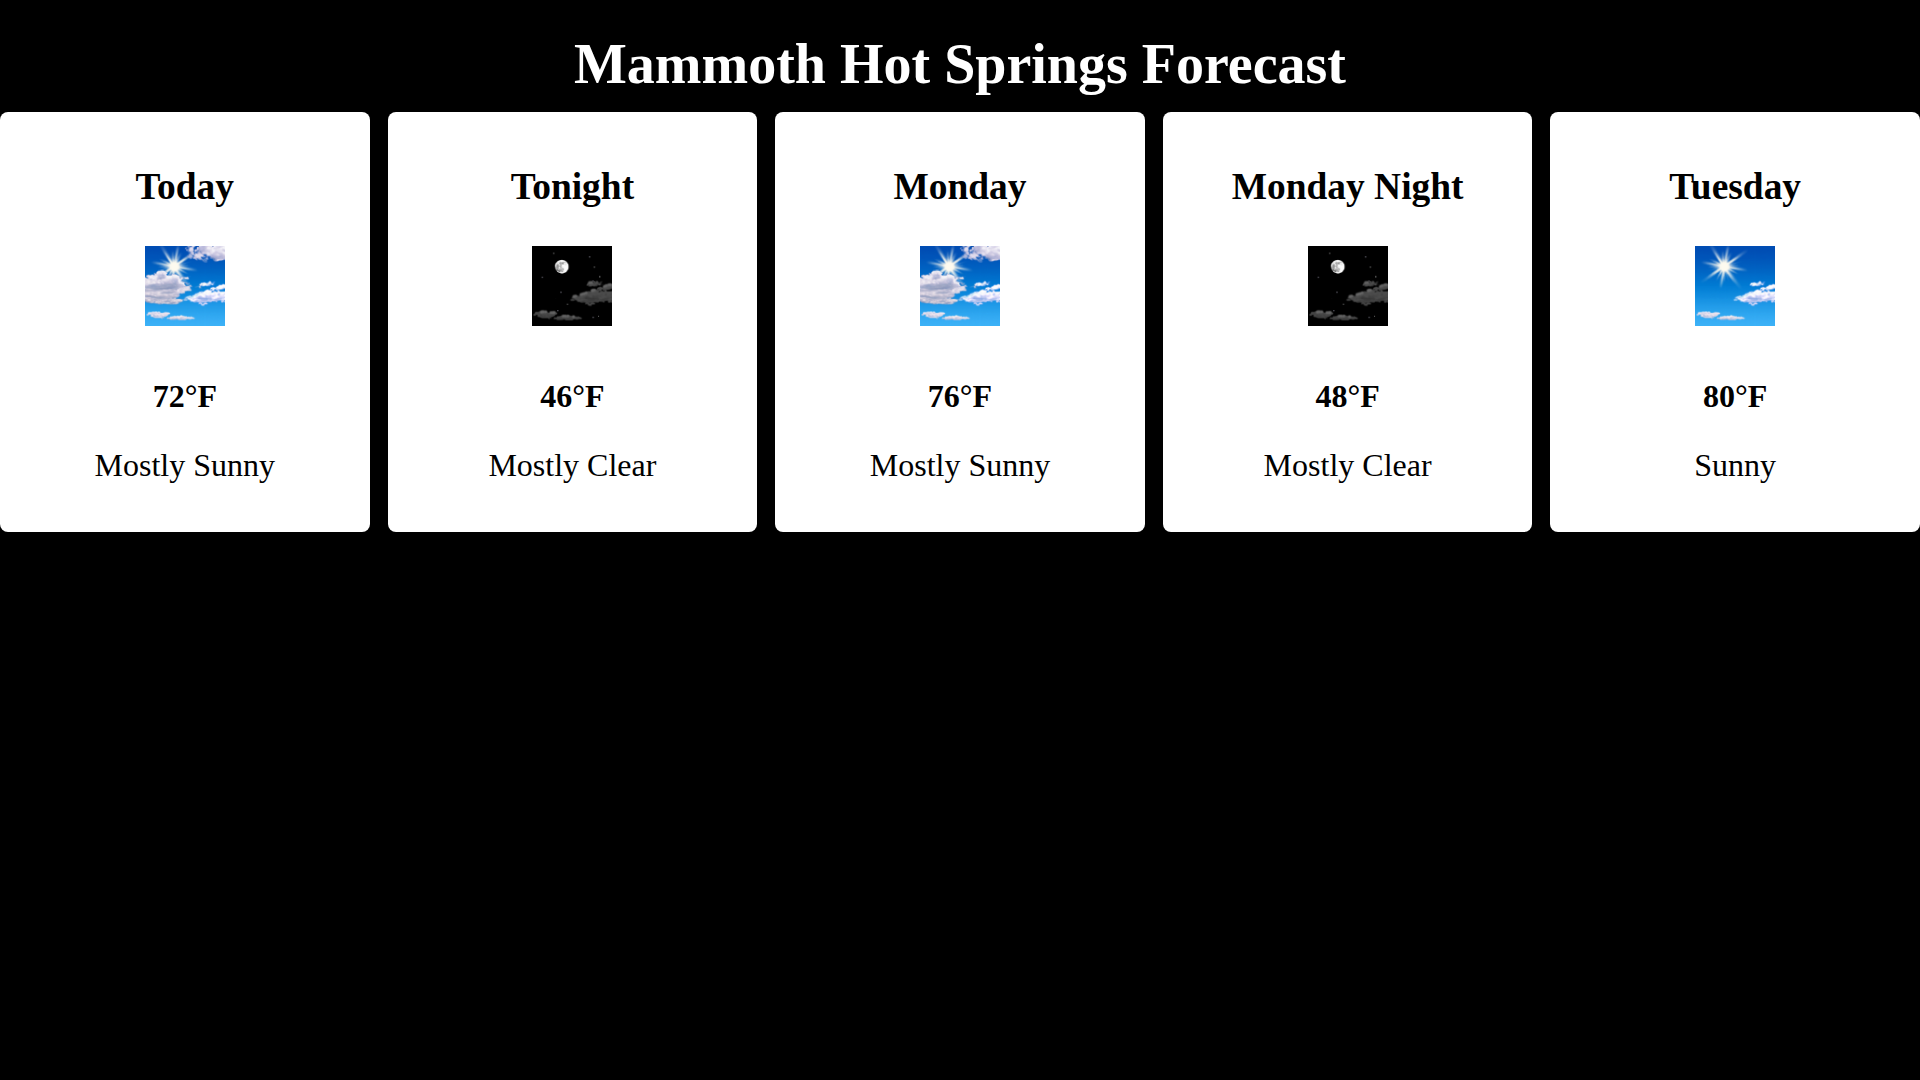 Mammoth Hot Springs Forecast
Today
72°F
Mostly Sunny
Tonight
46°F
Mostly Clear
Monday
76°F
Mostly Sunny
Monday Night
48°F
Mostly Clear
Tuesday
80°F
Sunny